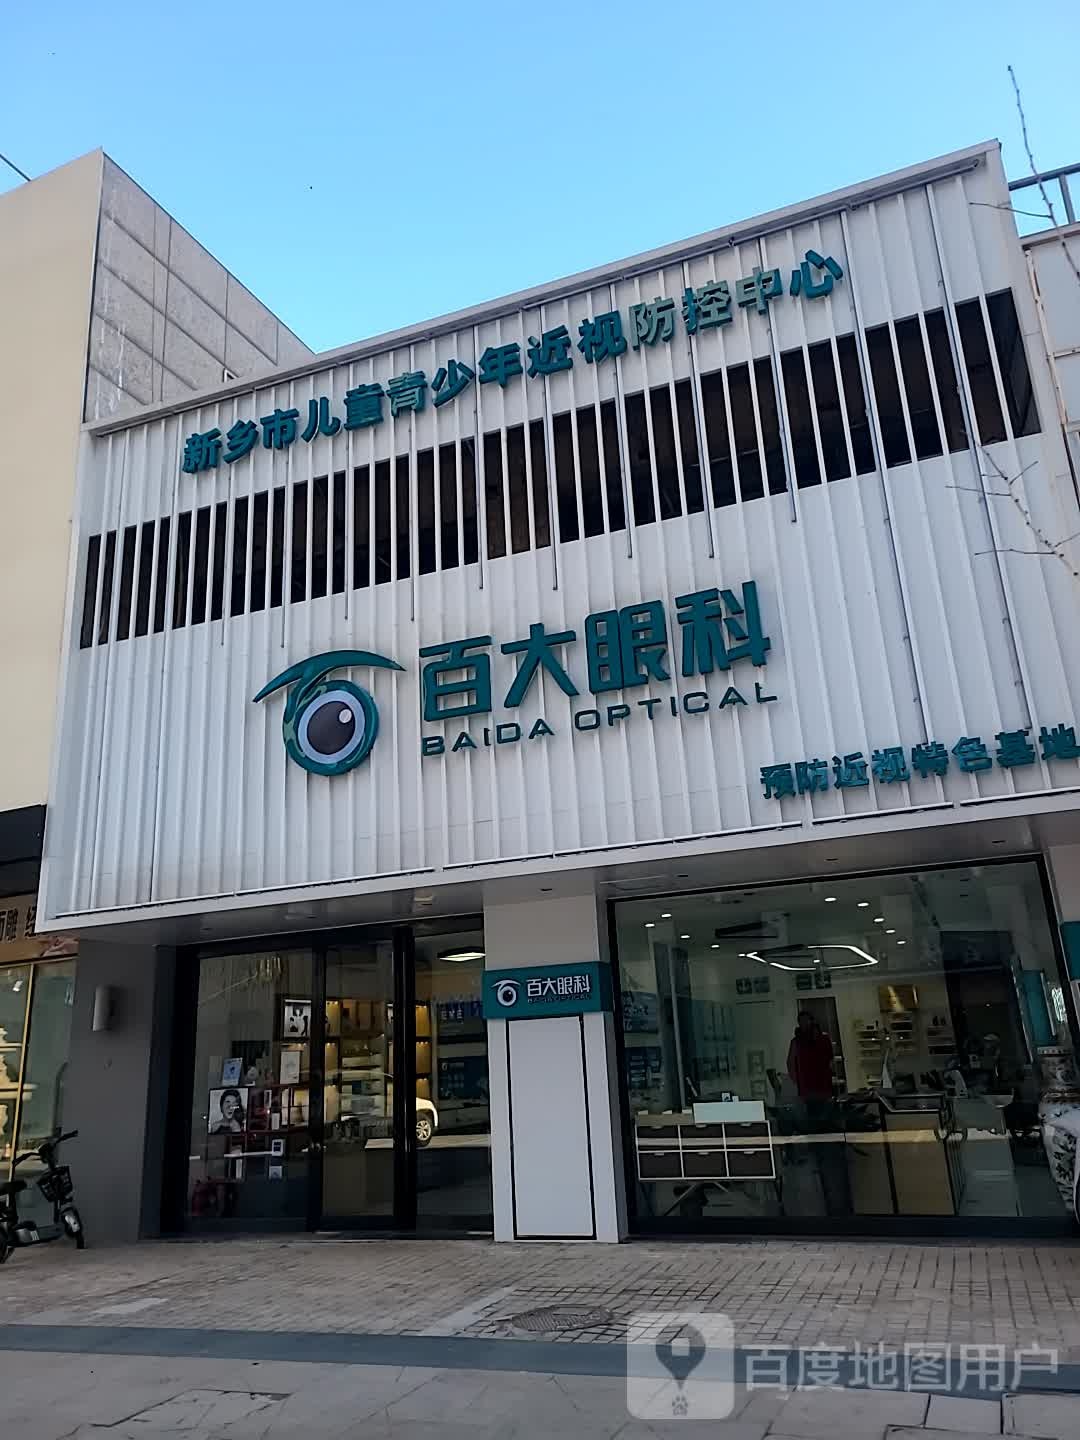 新乡市儿童青少年近视防控中心
百大眼科
BAIDA OPTICAL
预防近视特色基地
百大眼科
BAIDA OPTICAL
百度地图用户